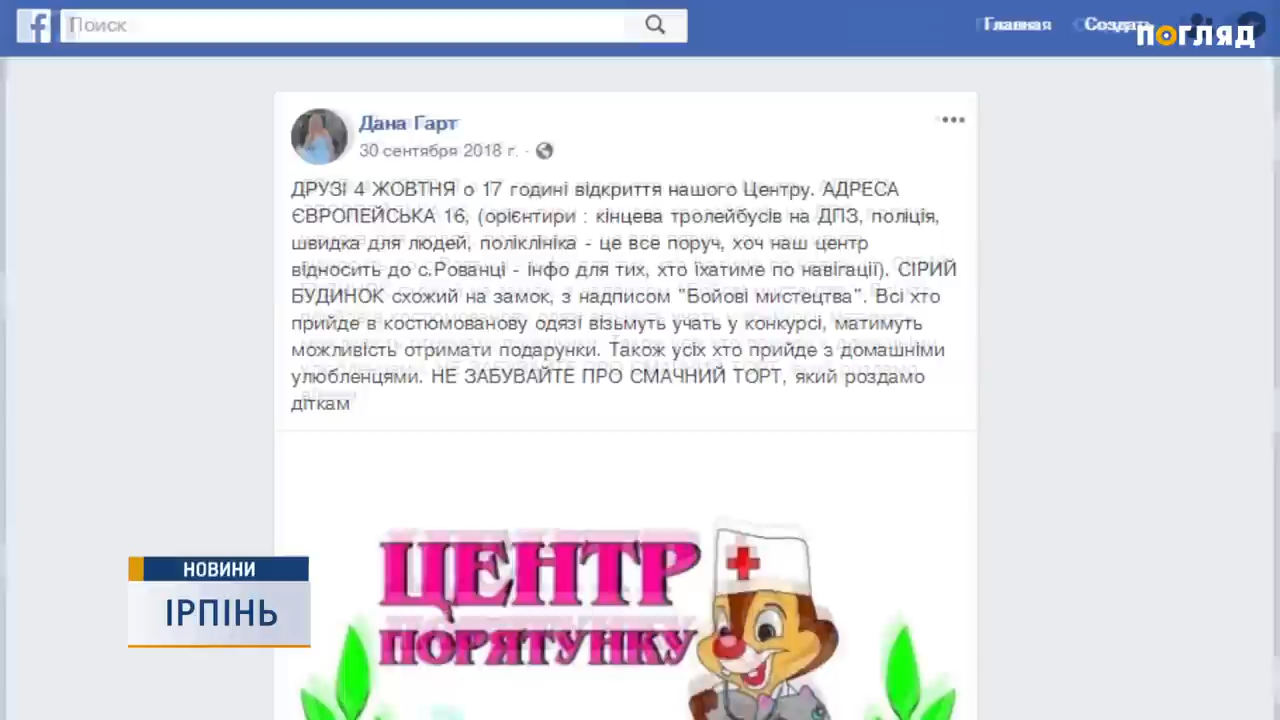 Поиск
Главная
Создать
ПОГЛЯД
Дана Гарт
30 сентября 2018 г. ·
ДРУЗІ 4 ЖОВТНЯ о 17 годині відкриття нашого Центру. АДРЕСА
ЄВРОПЕЙСЬКА 16, (орієнтири : кінцева тролейбусів на ДПЗ, поліція,
швидка для людей, поліклініка - це все поруч, хоч наш центр
відносить до с.Рованці - інфо для тих, хто їхатиме по навігації). СІРИЙ
БУДИНОК схожий на замок, з надписом "Бойові мистецтва". Всі хто
прийде в костюмованову одязі візьмуть учать у конкурсі, матимуть
можливість отримати подарунки. Також усіх хто прийде з домашніми
улюбленцями. НЕ ЗАБУВАЙТЕ ПРО СМАЧНИЙ ТОРТ, який роздамо
діткам
ЦЕНТР
ПОРЯТУНКУ
НОВИНИ
ІРПІНЬ